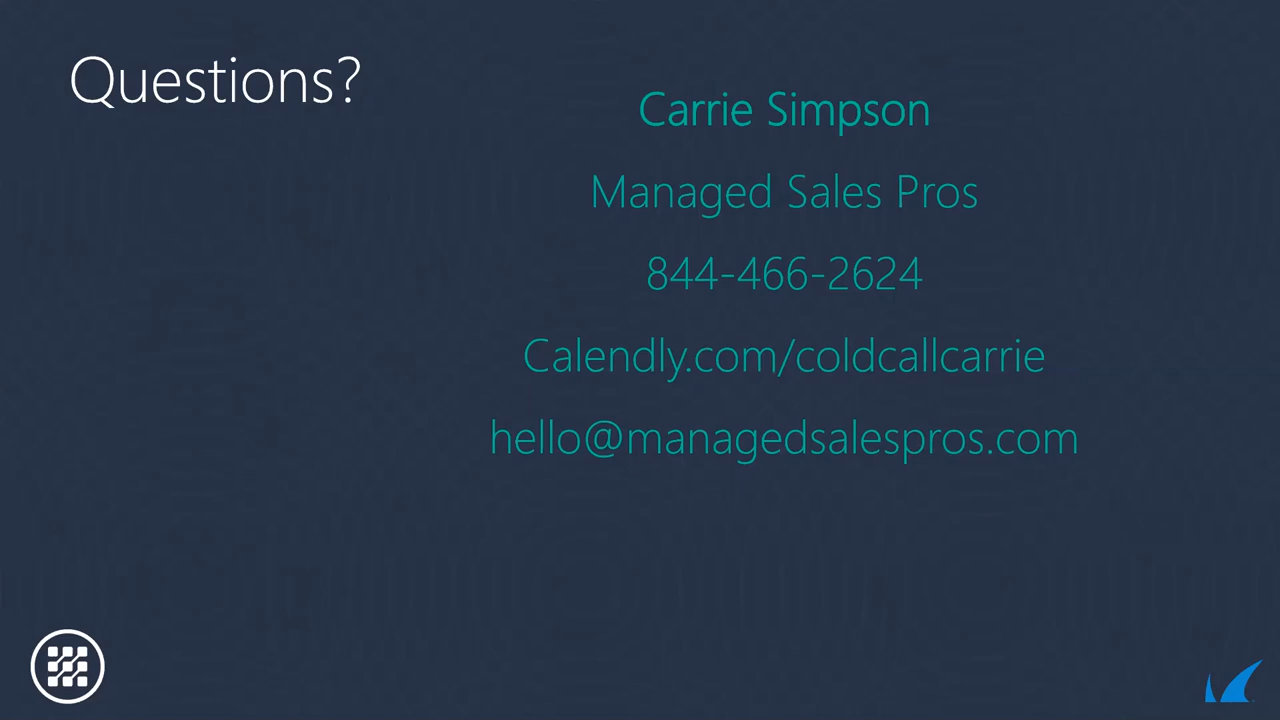 Questions?
Carrie Simpson
Managed Sales Pros
844-466-2624
Calendly.com/coldcallcarrie
hello@managedsalespros.com